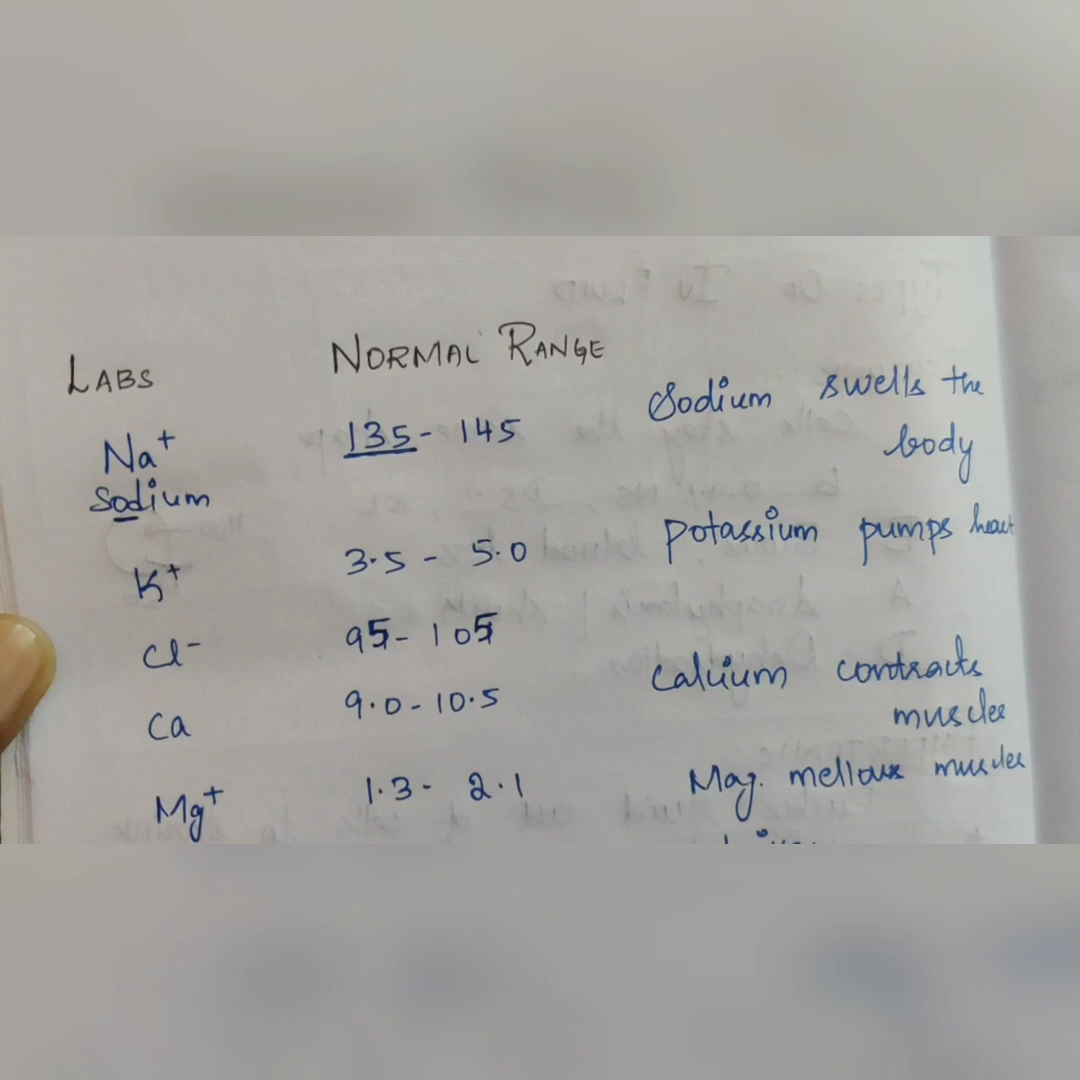 LABS NORMAL RANGE
Na+ 135 - 145 Sodium swells the
Sodium body
K+ 3.5 - 5.0 Potassium pumps heart
Cl- 95 - 105
Ca 9.0 - 10.5 Calcium contracts
muscles
Mg+ 1.3 - 2.1 Mag. mellows muscles